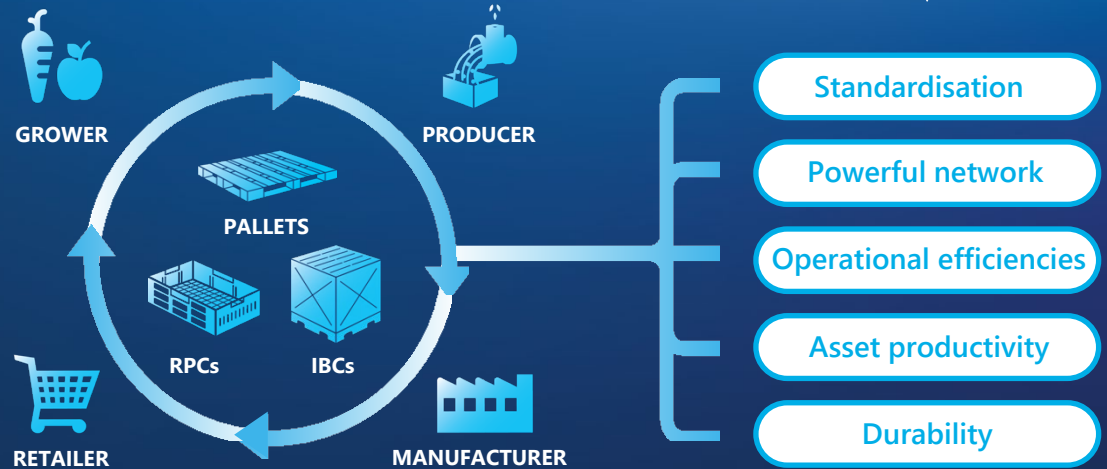 GROWER
PRODUCER
PALLETS
RPCs
IBCs
RETAILER
MANUFACTURER
Standardisation
Powerful network
Operational efficiencies
Asset productivity
Durability